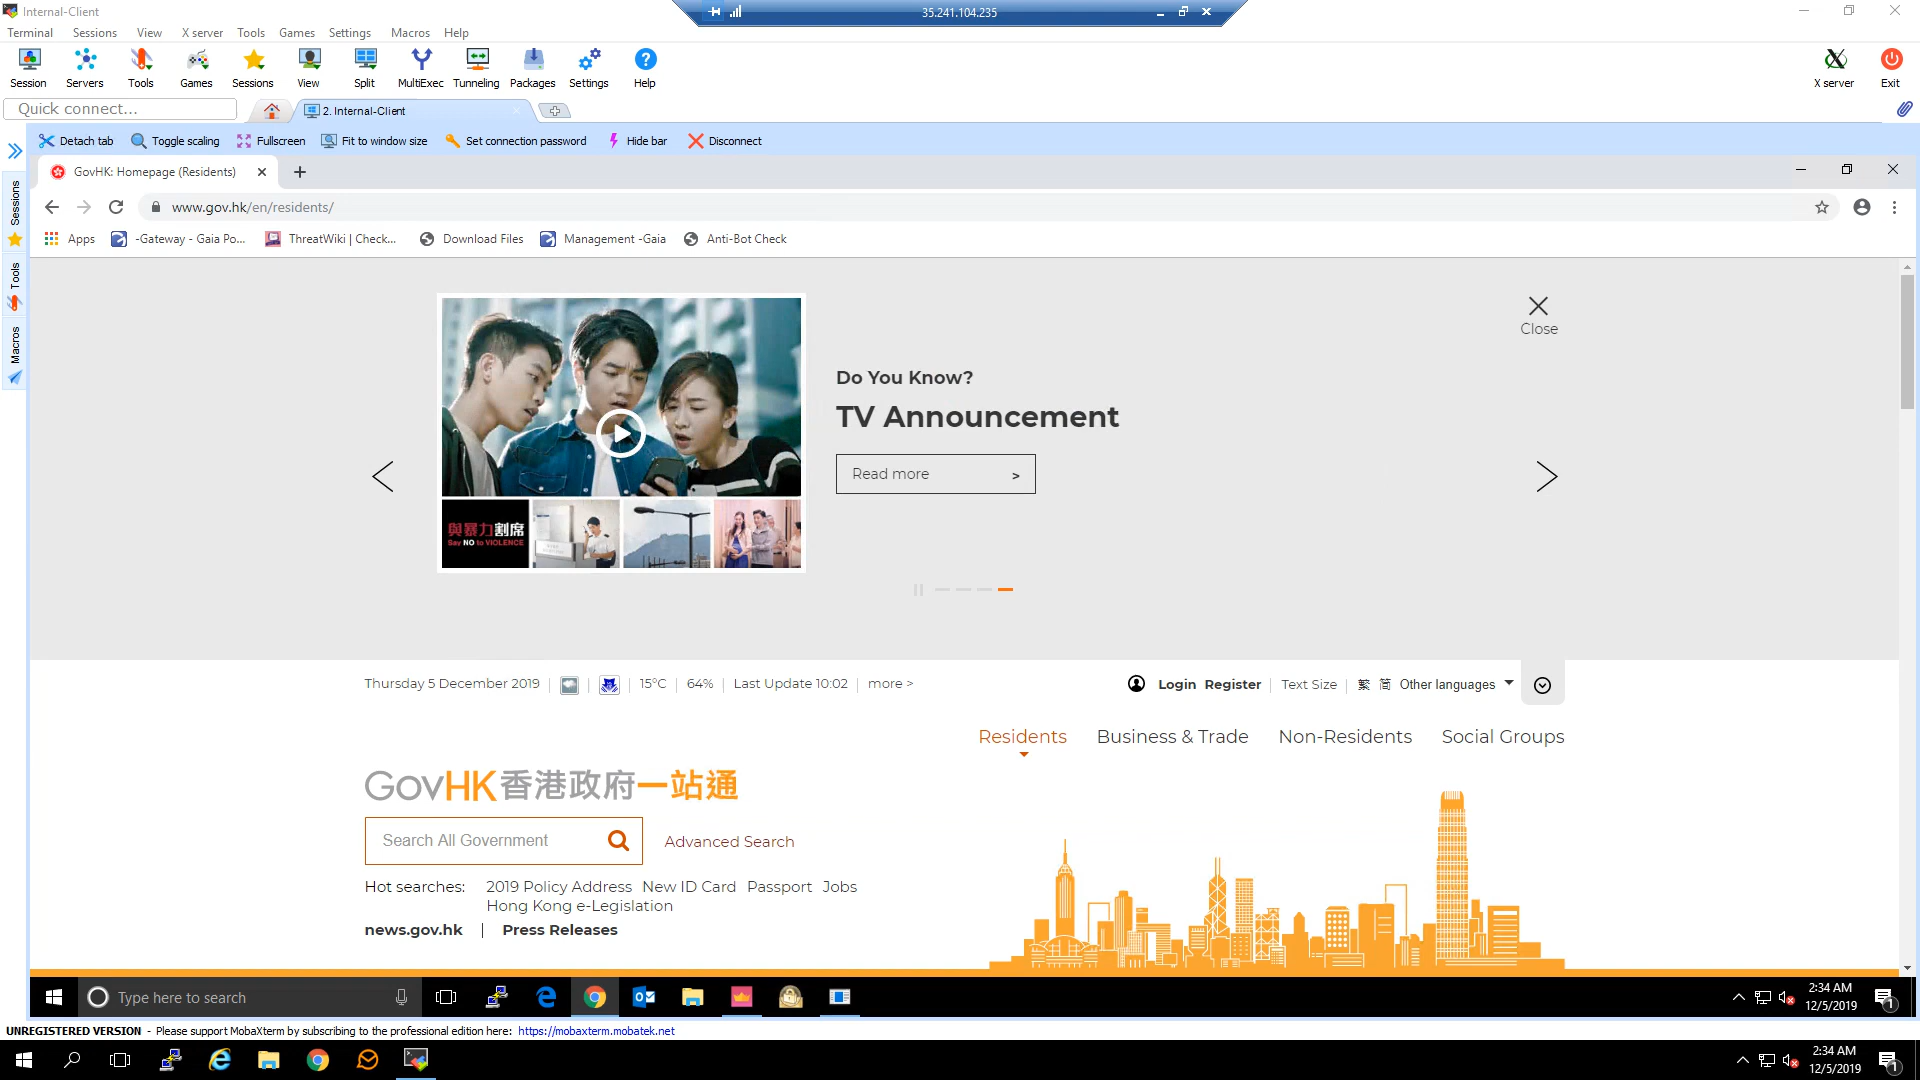 Internal-Client
35.241.104.235
Terminal Sessions View X server Tools Games Settings Macros Help
Session Servers Tools Games Sessions View Split MultiExec Tunneling Packages Settings Help X server Exit
Quick connect...
2. Internal-Client
Detach tab Toggle scaling Fullscreen Fit to window size Set connection password Hide bar Disconnect
Sessions
Tools
Macros
GovHK: Homepage (Residents)
www.gov.hk/en/residents/
Apps -Gateway - Gaia Po... ThreatWiki | Check... Download Files Management -Gaia Anti-Bot Check
Close
Do You Know?
TV Announcement
Read more >
與暴力割席
Say NO to VIOLENCE
Thursday 5 December 2019 | | 15°C | 64% | Last Update 10:02 | more >
Login Register | Text Size | 繁 简 Other languages
Residents Business & Trade Non-Residents Social Groups
GovHK香港政府一站通
Search All Government
Advanced Search
Hot searches: 2019 Policy Address New ID Card Passport Jobs
Hong Kong e-Legislation
news.gov.hk | Press Releases
Type here to search
2:34 AM
12/5/2019
1
UNREGISTERED VERSION - Please support MobaXterm by subscribing to the professional edition here: https://mobaxterm.mobatek.net
2:34 AM
12/5/2019
1